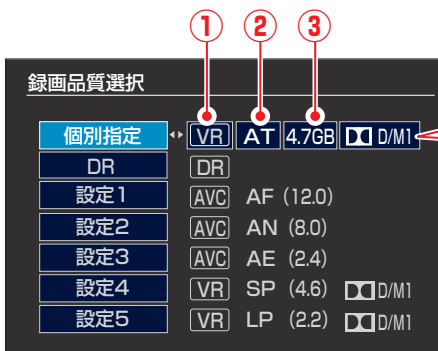 ① ② ③
録画品質選択
個別指定 VR AT 4.7GB D/M1
DR DR
設定1 AVC AF (12.0)
設定2 AVC AN (8.0)
設定3 AVC AE (2.4)
設定4 VR SP (4.6) D/M1
設定5 VR LP (2.2) D/M1